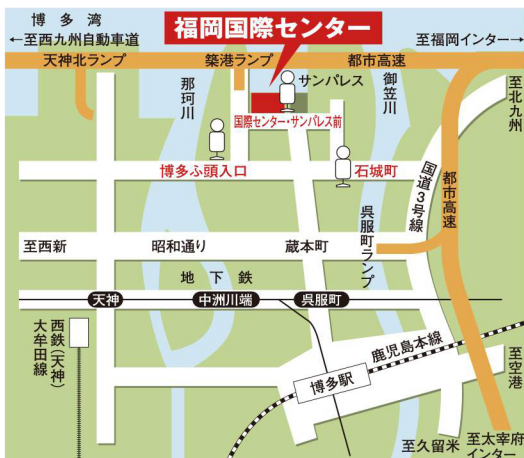 博多湾
福岡国際センター
←至西九州自動車道
至福岡インター→
天神北ランプ
築港ランプ
都市高速
サンパレス
至北九州
那珂川
御笠川
国際センター・サンパレス前
博多ふ頭入口
石城町
国道3号線
都市高速
至西新
昭和通り
蔵本町
呉服町ランプ
地下鉄
天神
中洲川端
呉服町
西鉄(天神)
大牟田線
鹿児島本線
博多駅
至空港
至久留米
至太宰府
インター